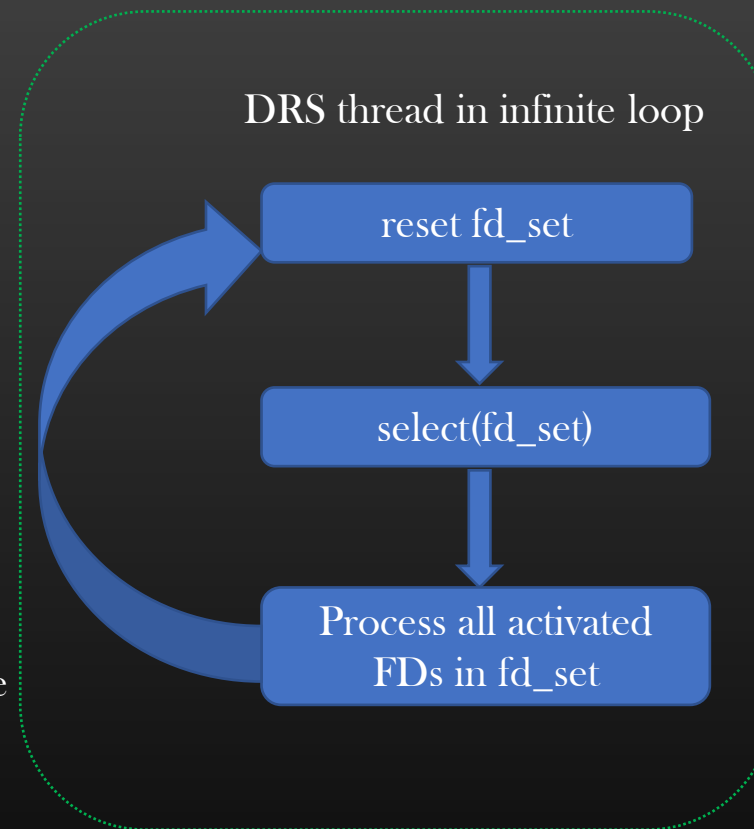 DRS thread in infinite loop
reset fd_set
select(fd_set)
Process all activated
FDs in fd_set